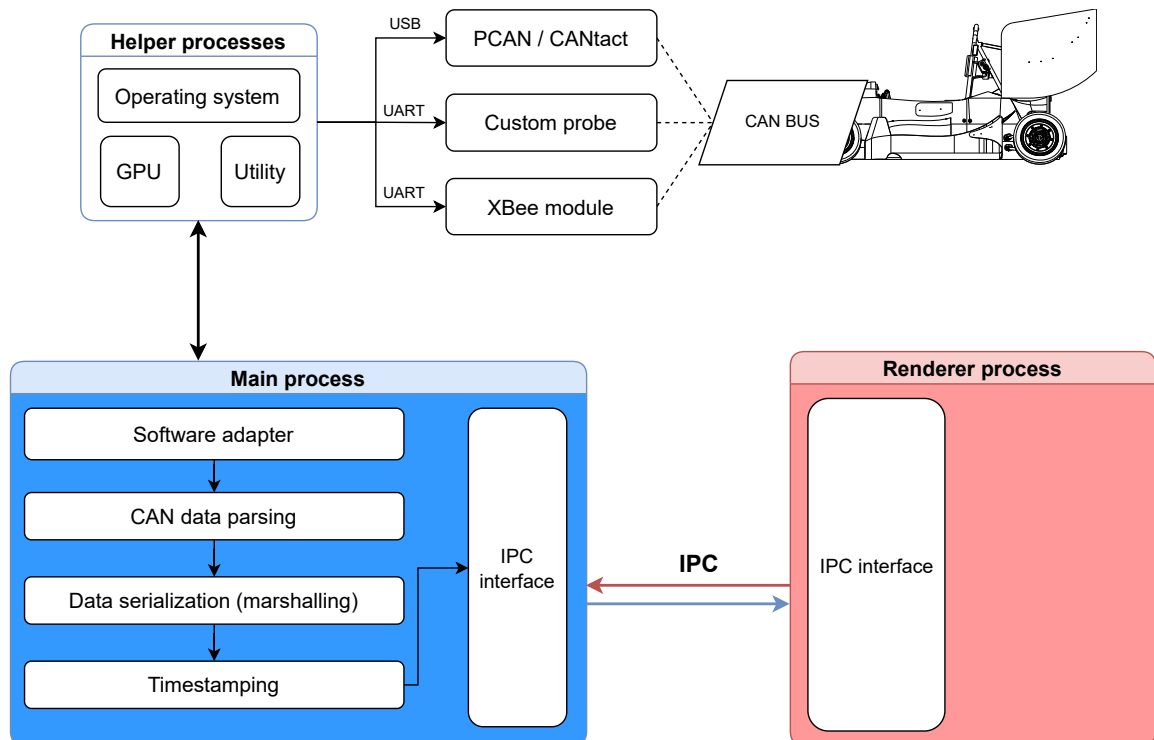 Helper processes
Operating system
GPU
Utility
USB
PCAN / CANtact
UART
Custom probe
UART
XBee module
CAN BUS
Main process
Software adapter
CAN data parsing
Data serialization (marshalling)
Timestamping
IPC
interface
IPC
Renderer process
IPC interface